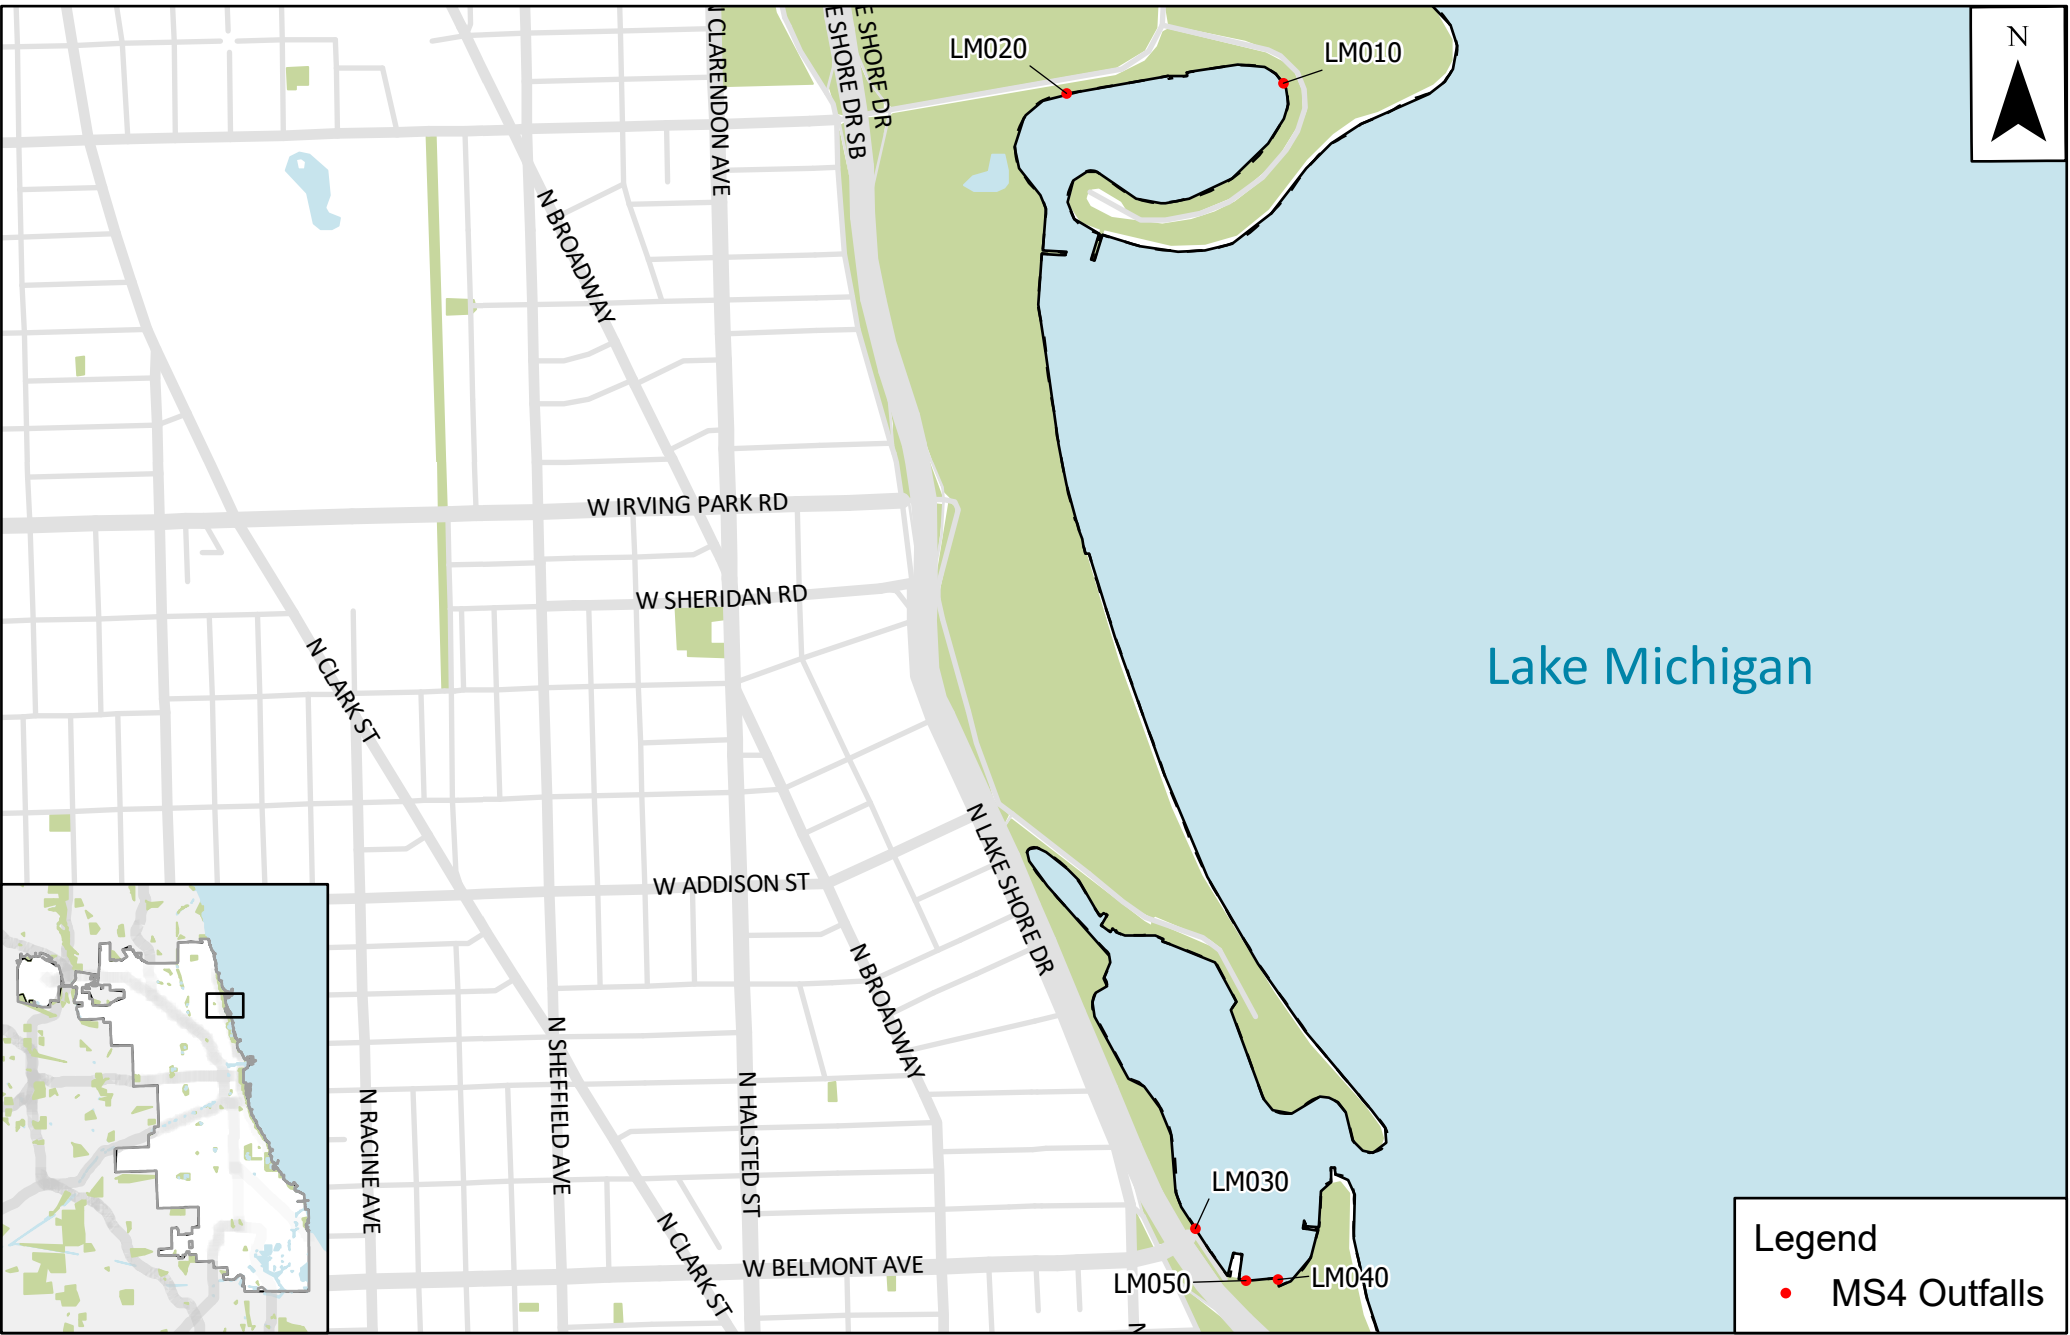 N CLARENDON AVE
E SHORE DR SB
E SHORE DR
LM020
LM010
N
N BROADWAY
W IRVING PARK RD
W SHERIDAN RD
N CLARK ST
Lake Michigan
N LAKE SHORE DR
W ADDISON ST
N BROADWAY
N SHEFFIELD AVE
N HALSTED ST
N RACINE AVE
LM030
N CLARK ST
W BELMONT AVE
LM050
LM040
N
Legend
MS4 Outfalls